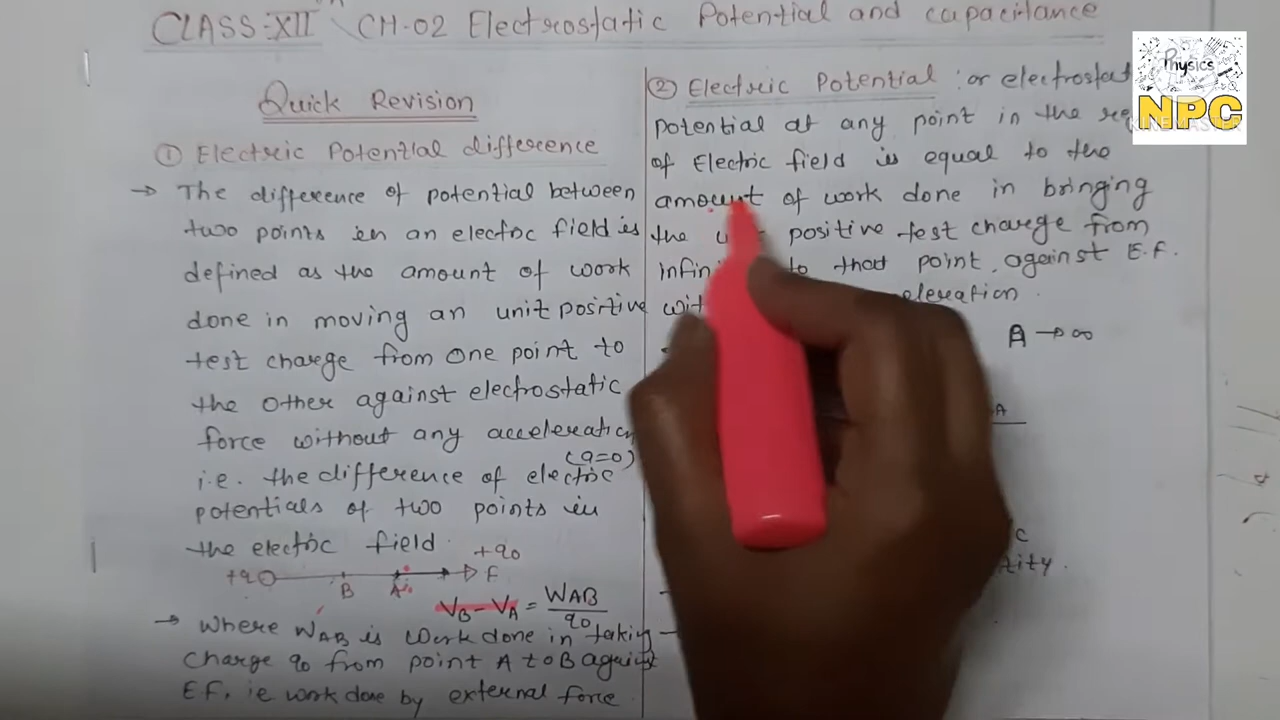 CLASS:-XII CH-02 Electrostatic Potential and capacitance
Physics
NPC
Quick Revision
① Electric Potential difference
→ The difference of potential between
two points in an electric field is
defined as the amount of work
done in moving an unit positive
test charge from one point to
the other against electrostatic
force without any acceleration
(a=0)
i.e. the difference of electric
potentials of two points in
the electric field.
+q B A +q₀ F
V_B - V_A = W_AB / q₀
→ Where W_AB is work done in taking
charge q₀ from point A to B against
E.F. ie work done by external force.
② Electric Potential : or electrostat
Potential at any point in the re
of Electric field is equal to the
amount of work done in bringing
the positive test charge from
to that point against E.F.
A → ∞
A